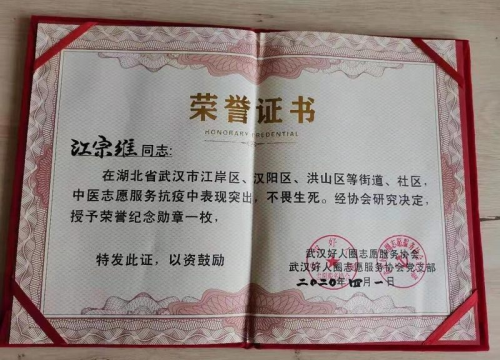 荣誉证书
HONORARY CREDENTIAL
江宗维 同志:
在湖北省武汉市江岸区、汉阳区、洪山区等街道、社区,
中医志愿服务抗疫中表现突出,不畏生死。经协会研究决定,
授予荣誉纪念勋章一枚,
特发此证,以资鼓励
武汉好人圈志愿服务协会
武汉好人圈志愿服务协会党支部
二〇二〇年四月一日